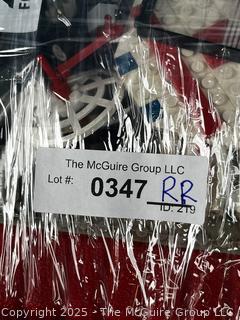 The McGuire Group LLC
Lot #: 0347 RR
ID: 219
Copyright © 2025 - The McGuire Group LLC